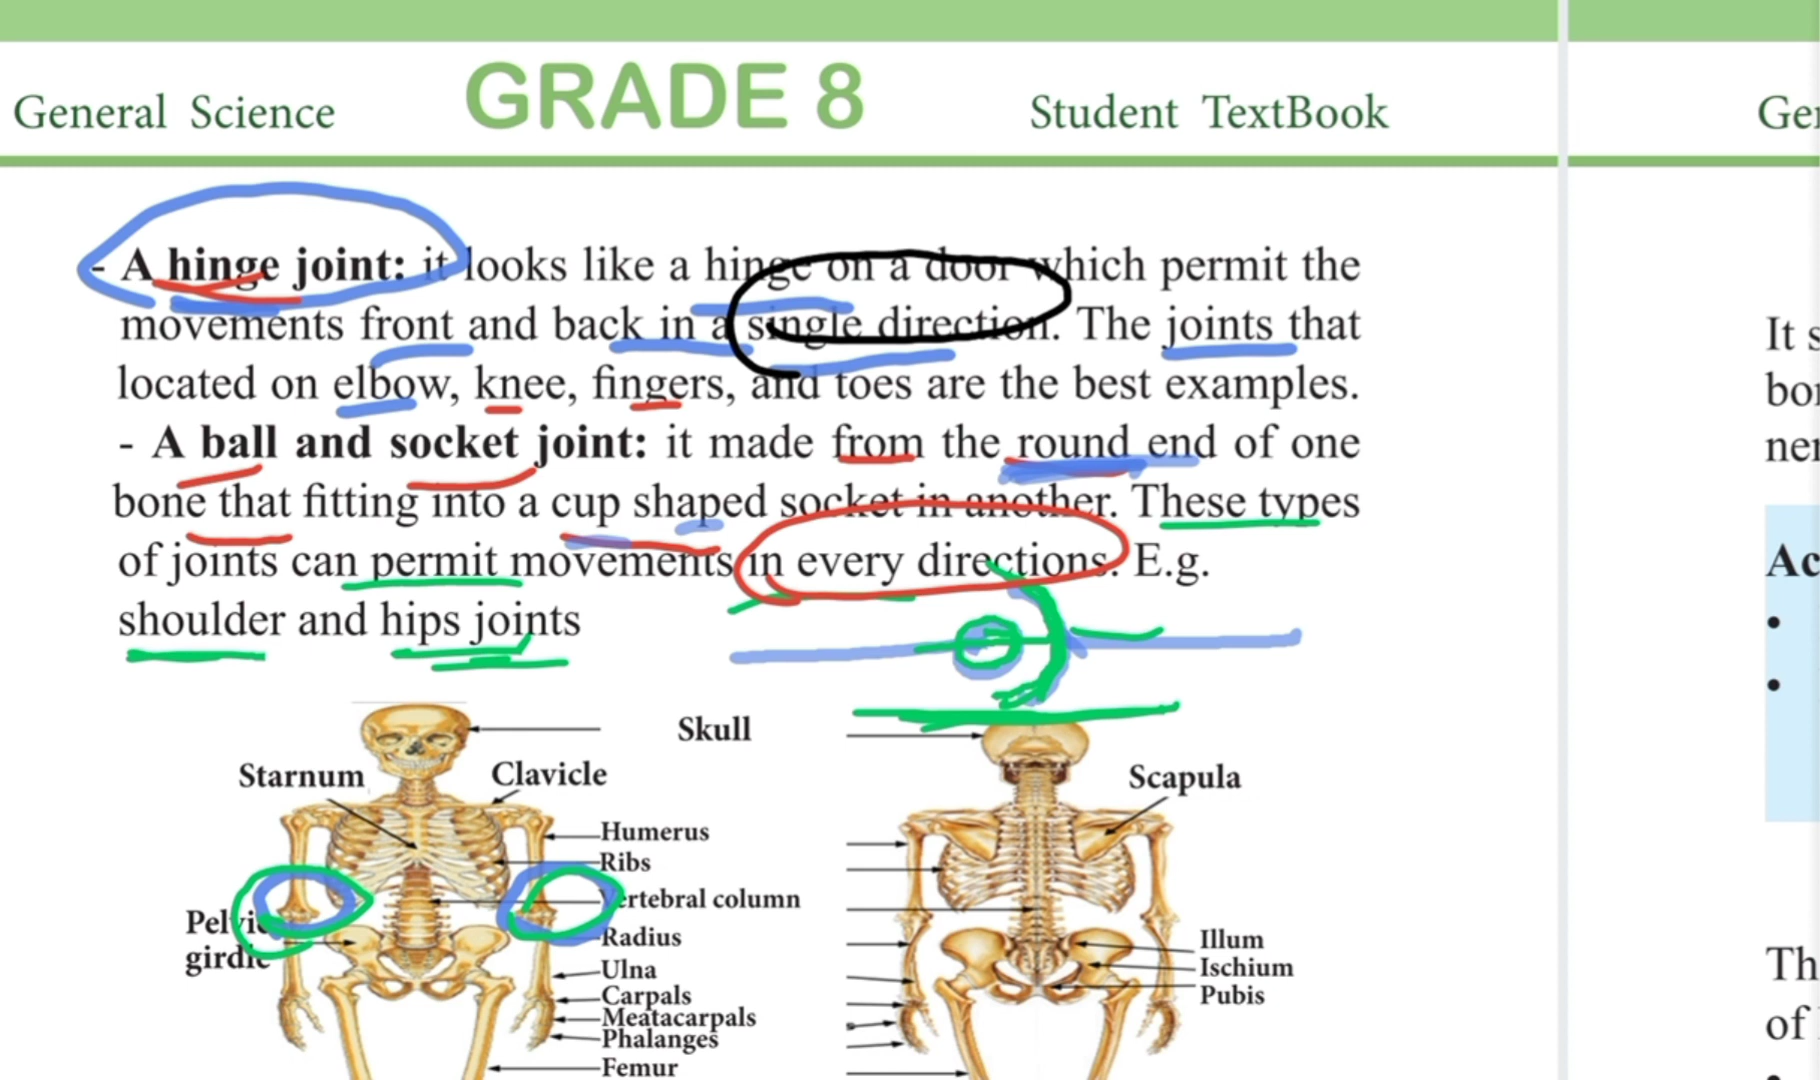 General Science GRADE 8 Student TextBook
- A hinge joint: it looks like a hinge on a door which permit the
movements front and back in a single direction. The joints that
located on elbow, knee, fingers, and toes are the best examples.
- A ball and socket joint: it made from the round end of one
bone that fitting into a cup shaped socket in another. These types
of joints can permit movements in every directions. E.g.
shoulder and hips joints
Skull
Starnum
Clavicle
Scapula
Humerus
Ribs
Vertebral column
Pelvic
girdle
Radius
Ulna
Carpals
Meatacarpals
Phalanges
Femur
Illum
Ischium
Pubis
It
Th
of